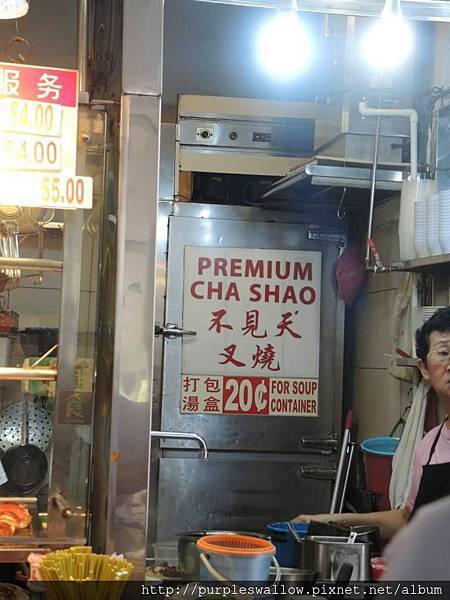 服务
$4.00
$4.00
$5.00
PREMIUM
CHA SHAO
不見天
叉燒
打包
湯盒
20¢
FOR SOUP
CONTAINER
食
http://purpleswallow.pixnet.net/album